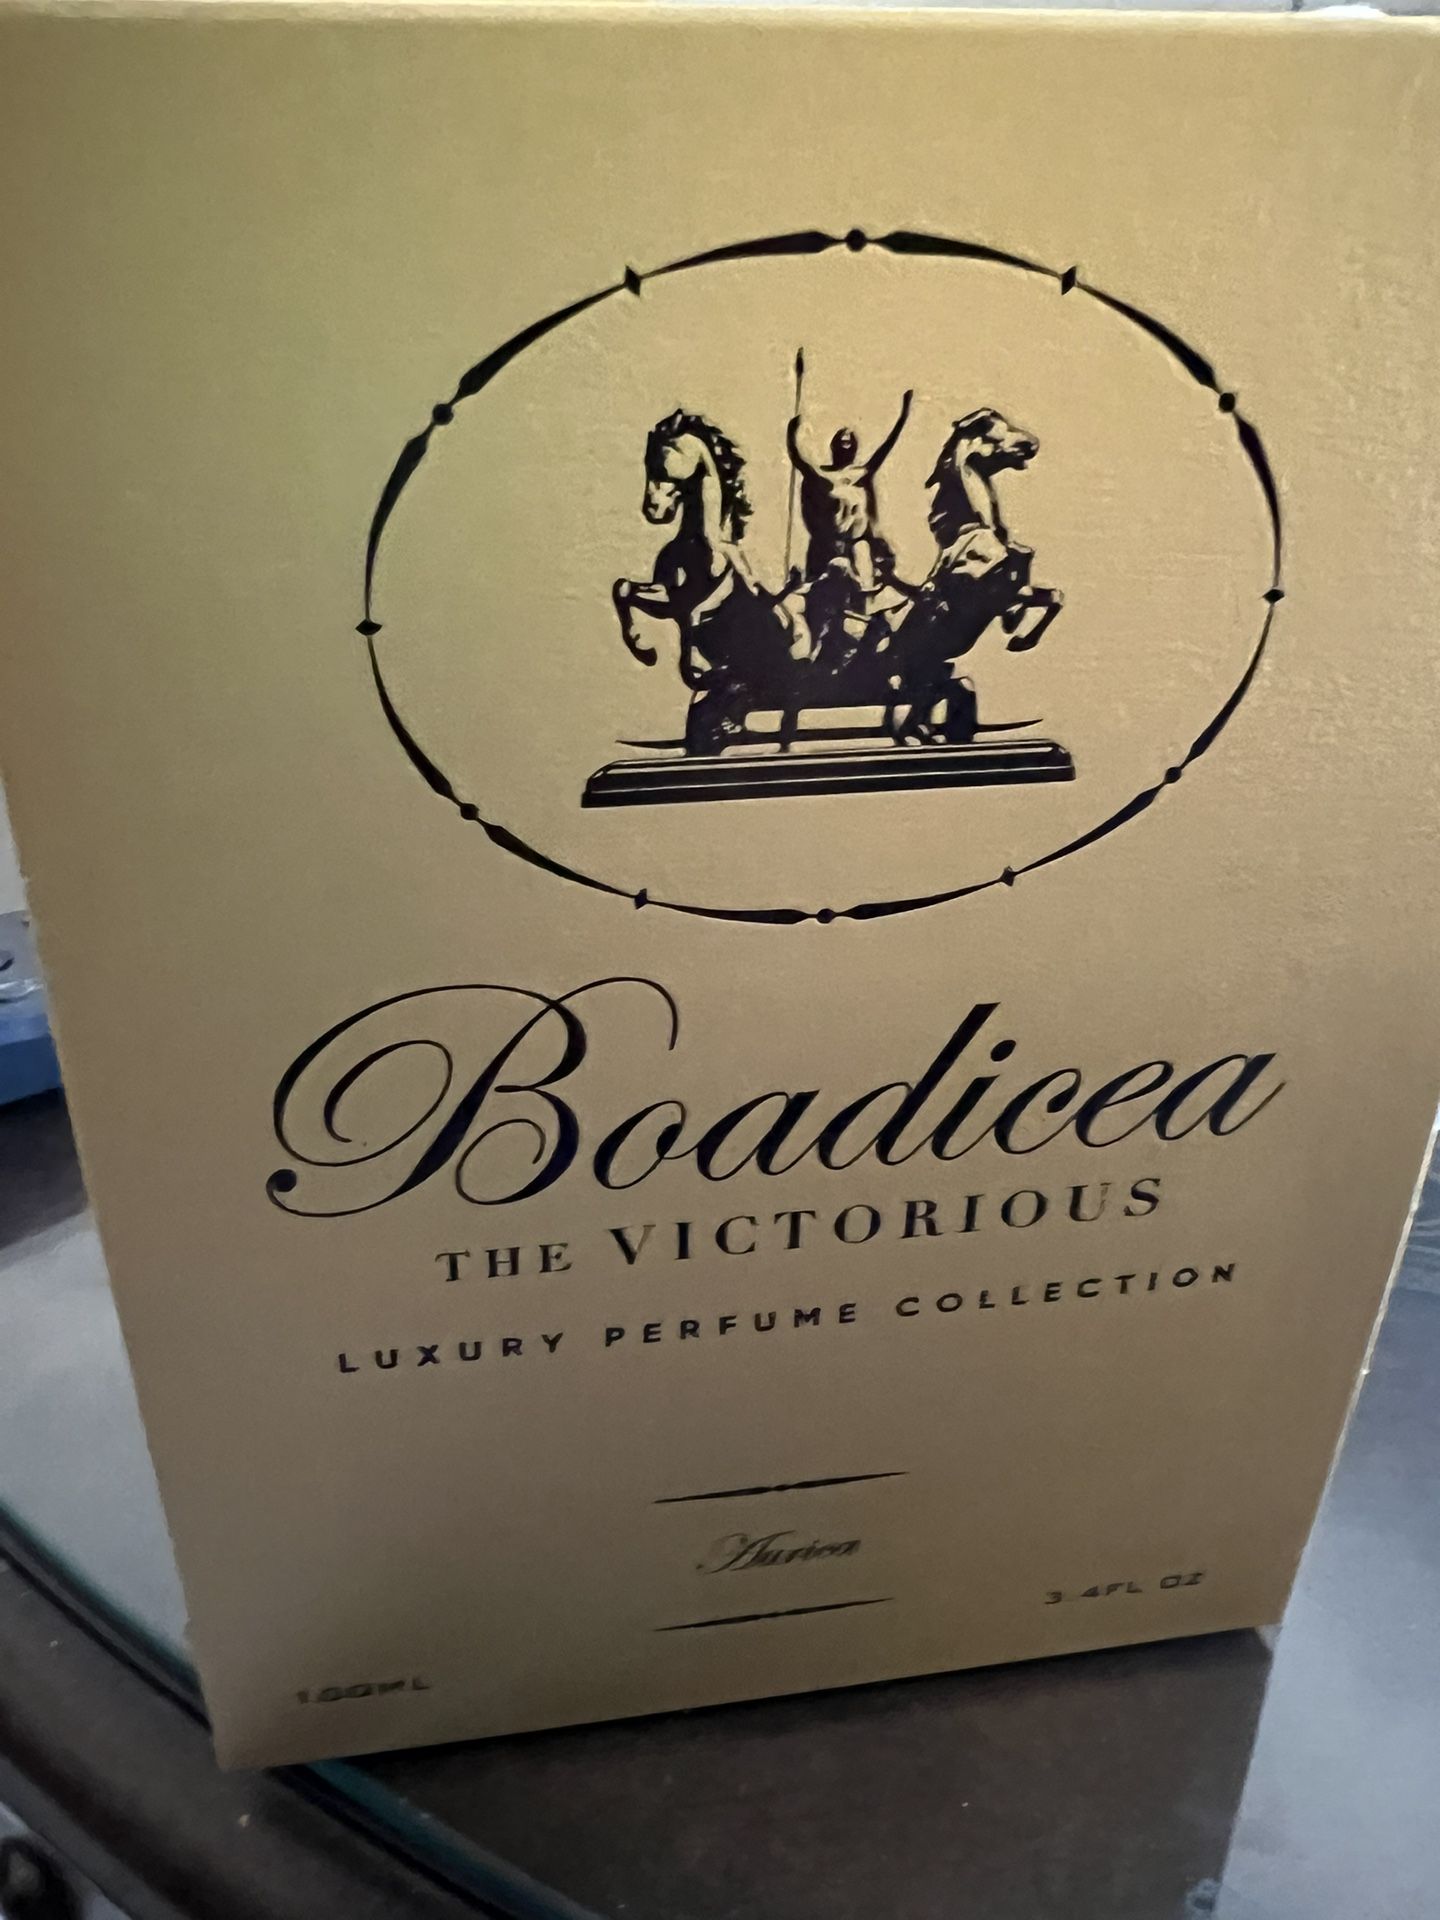 Boadicea
THE VICTORIOUS
LUXURY PERFUME COLLECTION
Aurica
3.4FL OZ
100ML